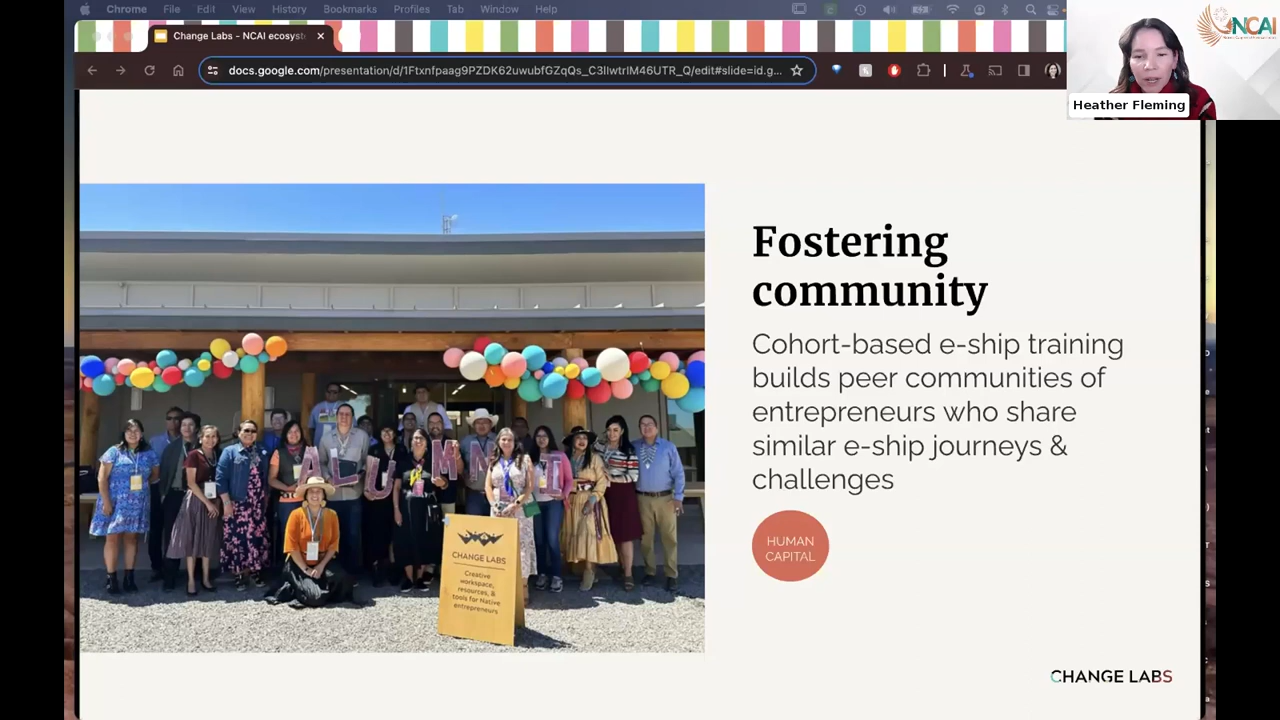 Chrome File Edit View History Bookmarks Profiles Tab Window Help
Change Labs - NCAI ecosyst
docs.google.com/presentation/d/1Ftxnfpaag9PZDK62uwubfGZqQs_C3IlwtrIM46UTR_Q/edit#slide=id.g...
NCAI
Heather Fleming
Fostering
community
Cohort-based e-ship training
builds peer communities of
entrepreneurs who share
similar e-ship journeys &
challenges
HUMAN
CAPITAL
ALUMNI
CHANGE LABS
Creative
workspace,
resources, &
tools for Native
entrepreneurs
CHANGE LABS